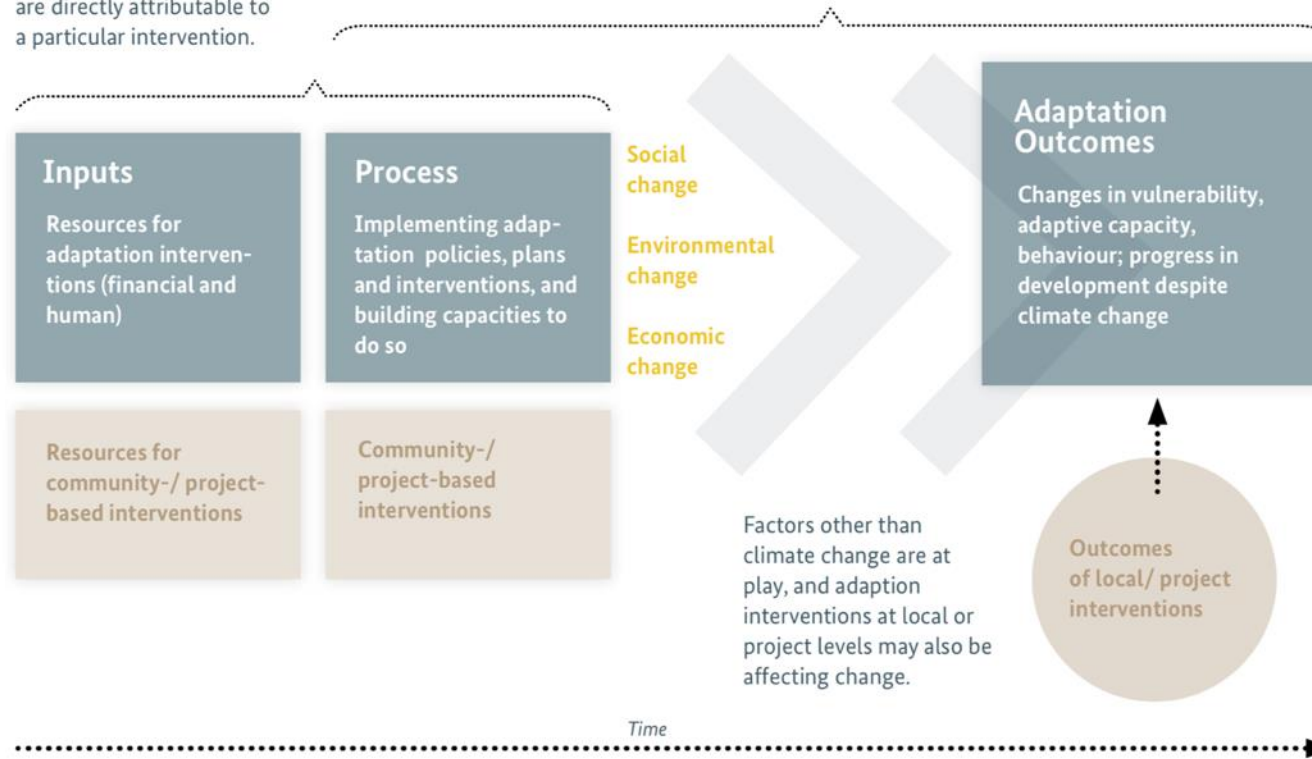 are directly attributable to
a particular intervention.
Inputs
Resources for
adaptation interven-
tions (financial and
human)
Process
Implementing adap-
tation policies, plans
and interventions, and
building capacities to
do so
Social
change
Environmental
change
Economic
change
Adaptation
Outcomes
Changes in vulnerability,
adaptive capacity,
behaviour; progress in
development despite
climate change
Resources for
community-/ project-
based interventions
Community-/
project-based
interventions
Factors other than
climate change are at
play, and adaption
interventions at local or
project levels may also be
affecting change.
Outcomes
of local/ project
interventions
Time